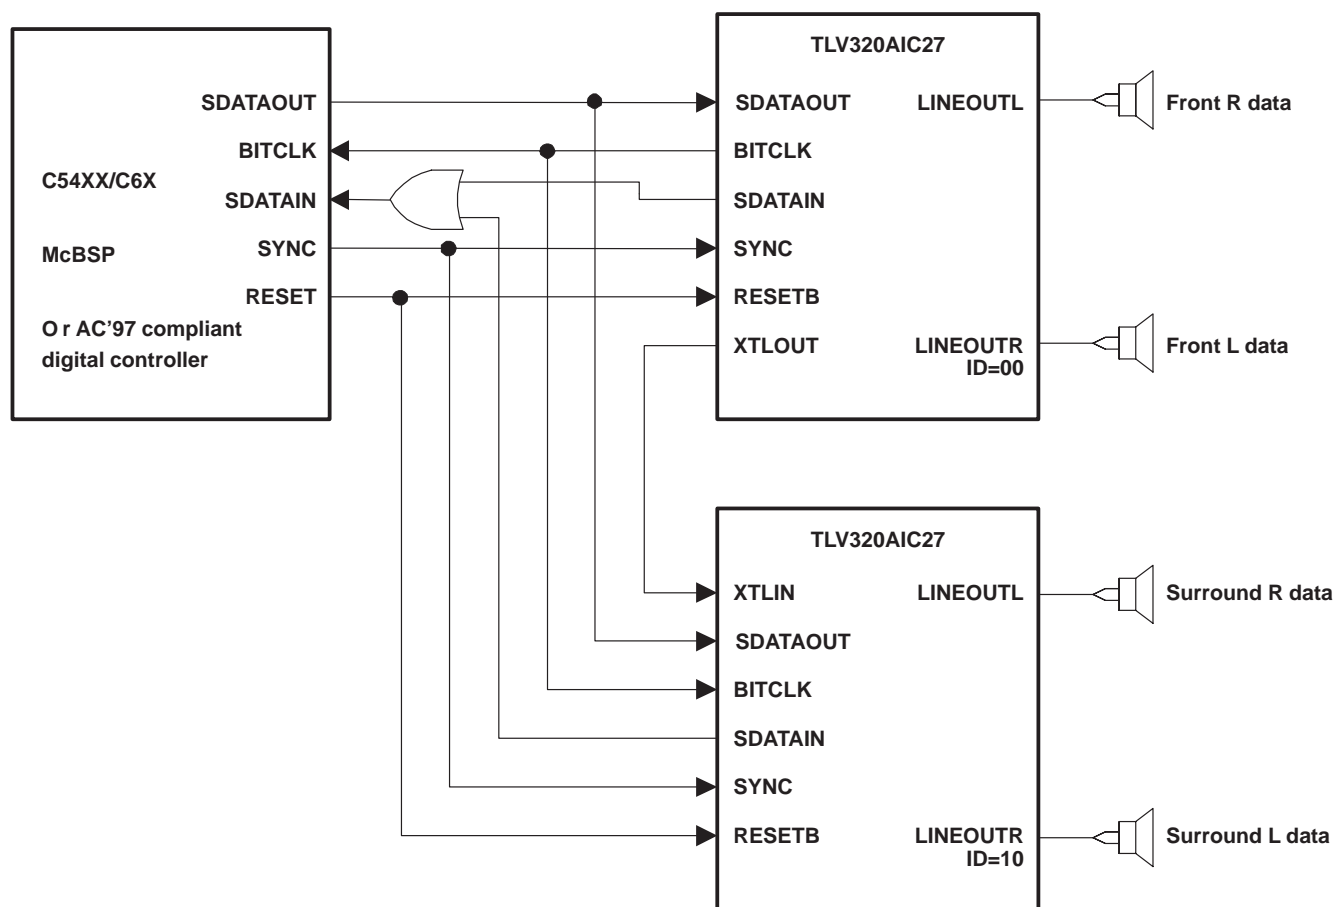 TLV320AIC27
SDATAOUT
BITCLK
C54XX/C6X
SDATAIN
McBSP
SYNC
RESET
O r AC’97 compliant
digital controller
SDATAOUT
LINEOUTL
Front R data
BITCLK
SDATAIN
SYNC
RESETB
XTLOUT
LINEOUTR
Front L data
ID=00
TLV320AIC27
XTLIN
LINEOUTL
Surround R data
SDATAOUT
BITCLK
SDATAIN
SYNC
RESETB
LINEOUTR
Surround L data
ID=10